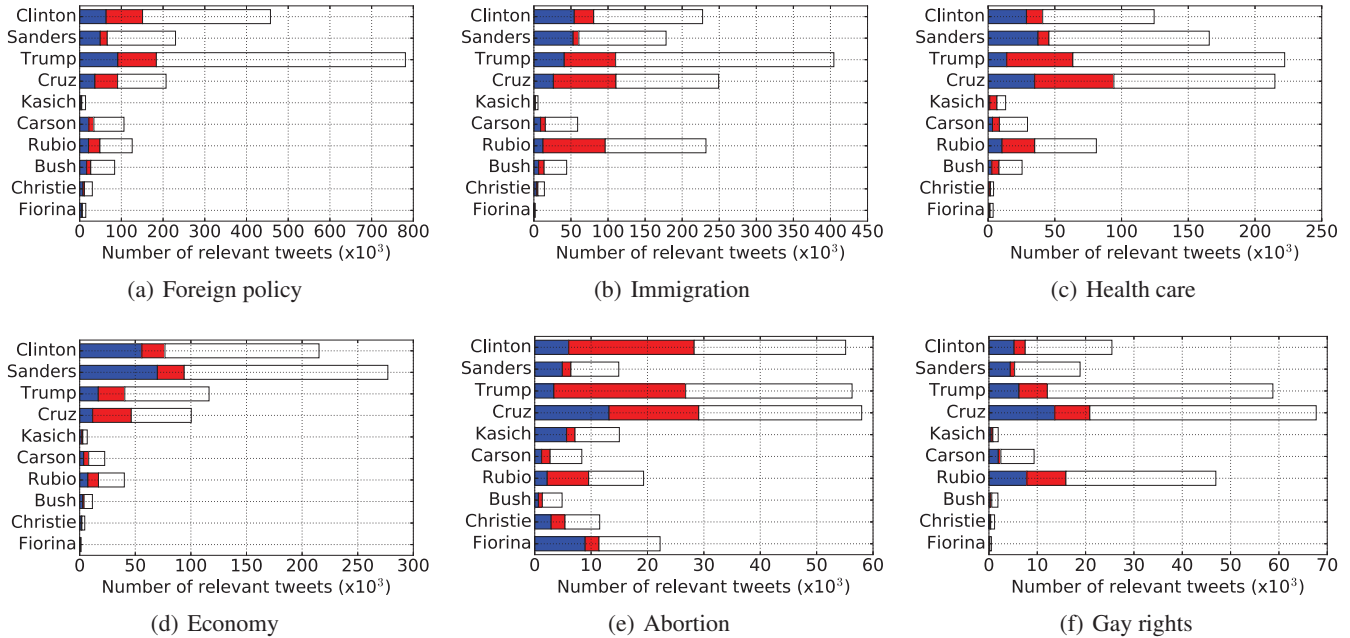 Clinton
Sanders
Trump
Cruz
Kasich
Carson
Rubio
Bush
Christie
Fiorina
0 100 200 300 400 500 600 700 800
Number of relevant tweets (x10³)
(a) Foreign policy
Clinton
Sanders
Trump
Cruz
Kasich
Carson
Rubio
Bush
Christie
Fiorina
0 50 100 150 200 250 300 350 400 450
Number of relevant tweets (x10³)
(b) Immigration
Clinton
Sanders
Trump
Cruz
Kasich
Carson
Rubio
Bush
Christie
Fiorina
0 50 100 150 200 250
Number of relevant tweets (x10³)
(c) Health care
Clinton
Sanders
Trump
Cruz
Kasich
Carson
Rubio
Bush
Christie
Fiorina
0 50 100 150 200 250 300
Number of relevant tweets (x10³)
(d) Economy
Clinton
Sanders
Trump
Cruz
Kasich
Carson
Rubio
Bush
Christie
Fiorina
0 10 20 30 40 50 60
Number of relevant tweets (x10³)
(e) Abortion
Clinton
Sanders
Trump
Cruz
Kasich
Carson
Rubio
Bush
Christie
Fiorina
0 10 20 30 40 50 60 70
Number of relevant tweets (x10³)
(f) Gay rights